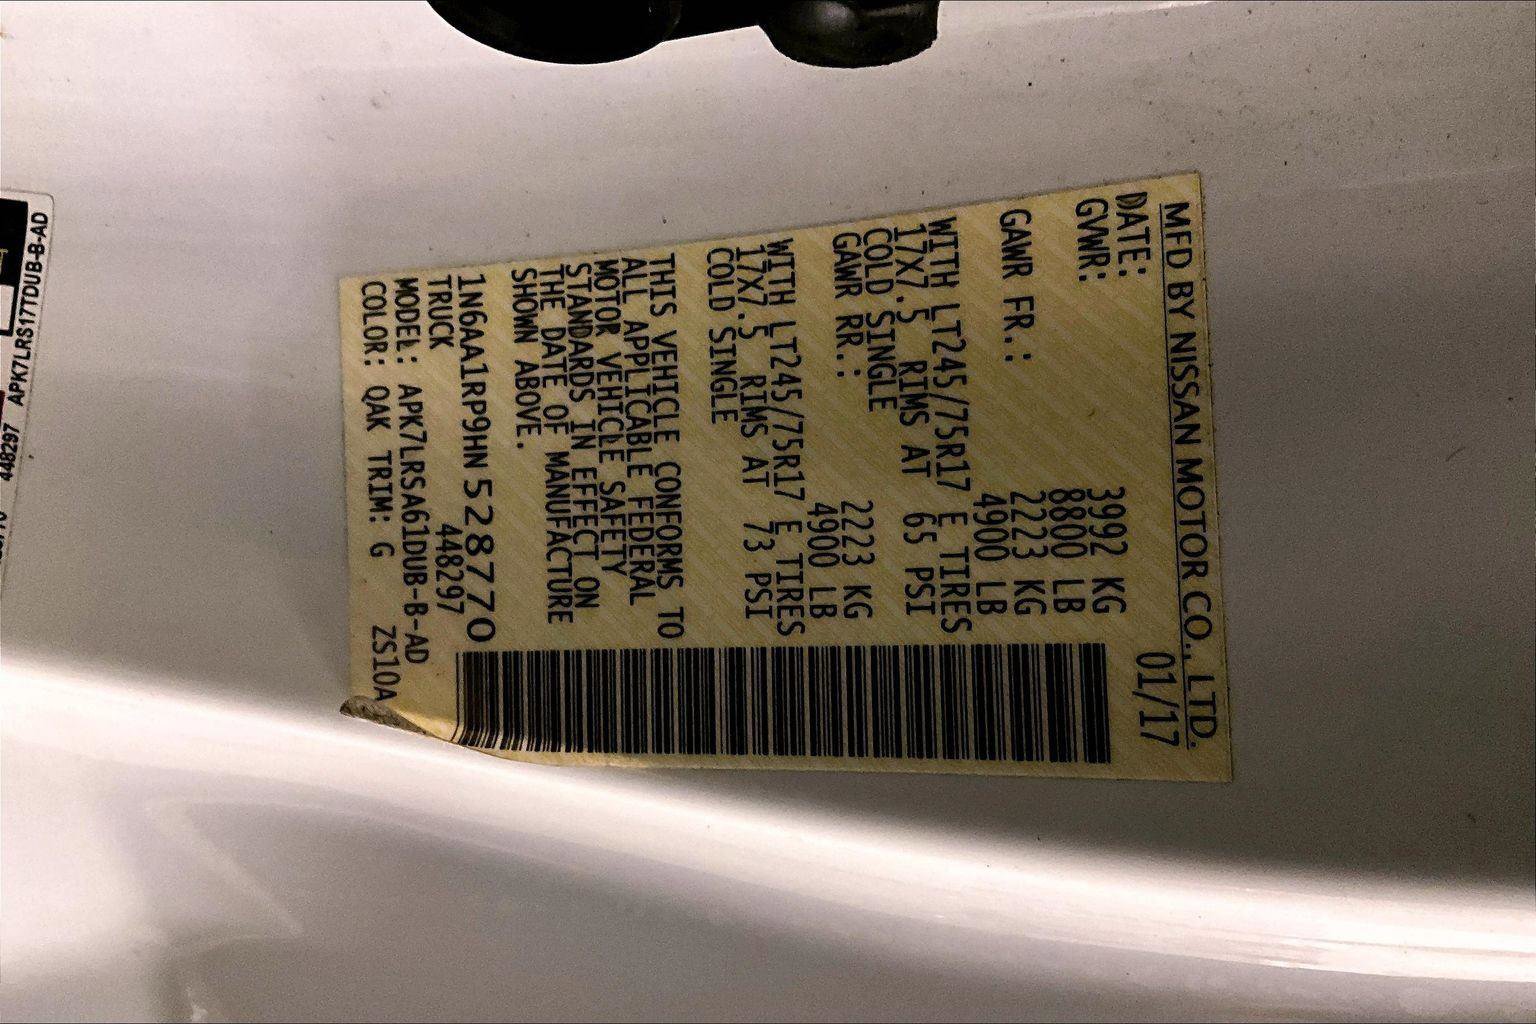 MFD BY NISSAN MOTOR CO., LTD.
DATE: 01/17
GVWR: 3992 KG
8800 LB
GAWR FR.: 2223 KG
4900 LB
WITH LT245/75R17 E TIRES
17X7.5 RIMS AT 65 PSI
COLD SINGLE
GAWR RR.: 2223 KG
4900 LB
WITH LT245/75R17 E TIRES
17X7.5 RIMS AT 73 PSI
COLD SINGLE
THIS VEHICLE CONFORMS TO
ALL APPLICABLE FEDERAL
MOTOR VEHICLE SAFETY
STANDARDS IN EFFECT ON
THE DATE OF MANUFACTURE
SHOWN ABOVE.
1N6AA1RP9HN528770
TRUCK 448297
MODEL: APK7LRSA61DUB-B-AD
COLOR: QAK TRIM: G ZS10A
448297 APK7LRS17TDUB-B-AD